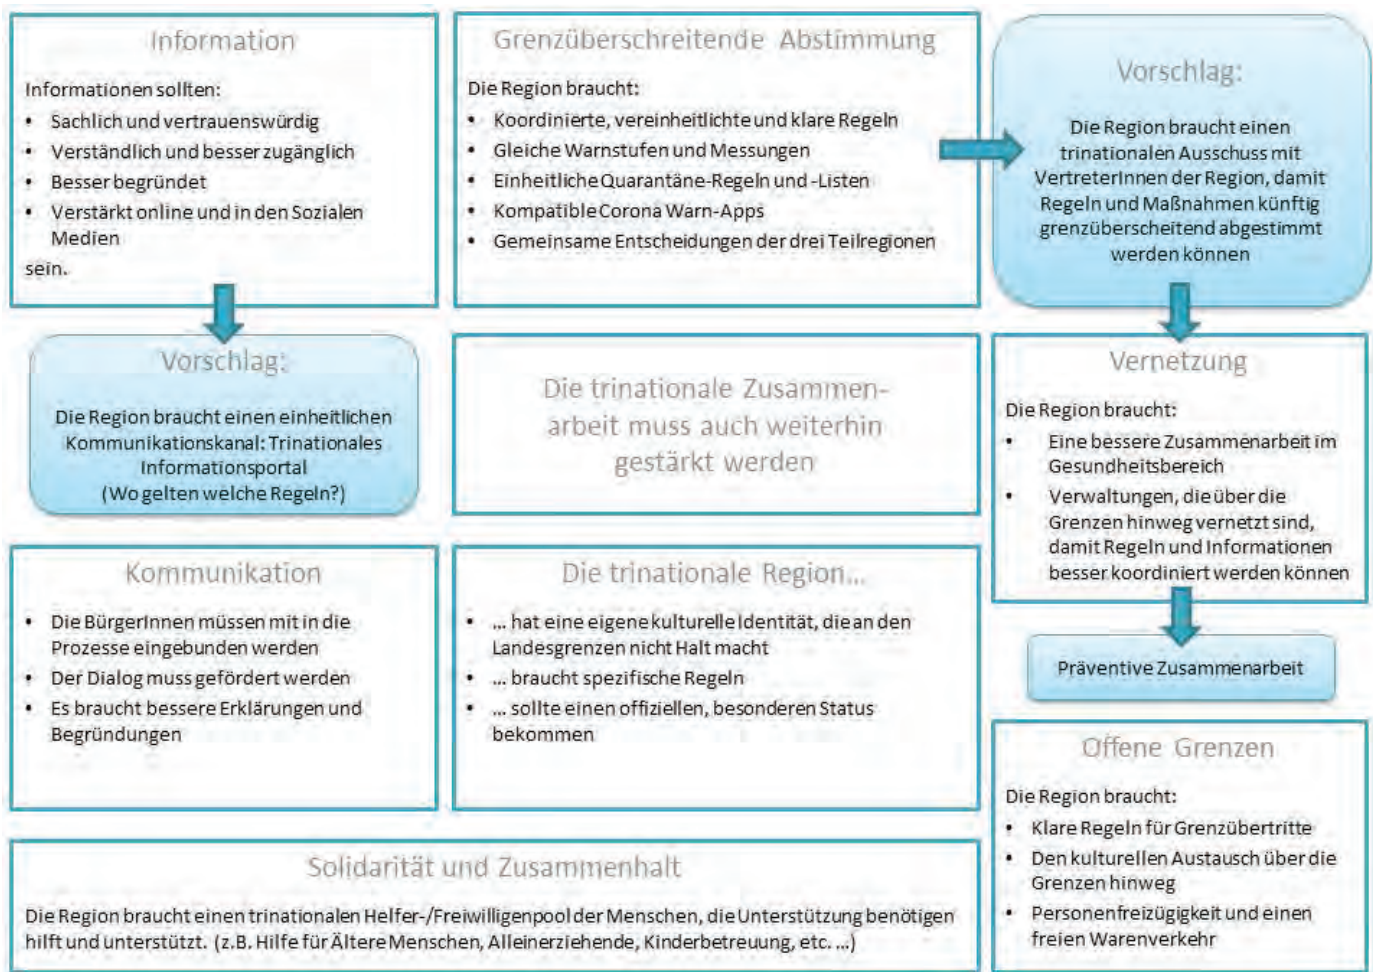 Information
Informationen sollten:
• Sachlich und vertrauenswürdig
• Verständlich und besser zugänglich
• Besser begründet
• Verstärkt online und in den Sozialen
Medien
sein.
Grenzüberschreitende Abstimmung
Die Region braucht:
• Koordinierte, vereinheitlichte und klare Regeln
• Gleiche Warnstufen und Messungen
• Einheitliche Quarantäne-Regeln und -Listen
• Kompatible Corona Warn-Apps
• Gemeinsame Entscheidungen der drei Teilregionen
Vorschlag:
Die Region braucht einen
trinationalen Ausschuss mit
VertreterInnen der Region, damit
Regeln und Maßnahmen künftig
grenzüberscheitend abgestimmt
werden können
Vorschlag:
Die Region braucht einen einheitlichen
Kommunikationskanal: Trinationales
Informationsportal
(Wo gelten welche Regeln?)
Die trinationale Zusammen-
arbeit muss auch weiterhin
gestärkt werden
Vernetzung
Die Region braucht:
• Eine bessere Zusammenarbeit im
Gesundheitsbereich
• Verwaltungen, die über die
Grenzen hinweg vernetzt sind,
damit Regeln und Informationen
besser koordiniert werden können
Kommunikation
• Die BürgerInnen müssen mit in die
Prozesse eingebunden werden
• Der Dialog muss gefördert werden
• Es braucht bessere Erklärungen und
Begründungen
Die trinationale Region...
• ... hat eine eigene kulturelle Identität, die an den
Landesgrenzen nicht Halt macht
• ... braucht spezifische Regeln
• ... sollte einen offiziellen, besonderen Status
bekommen
Präventive Zusammenarbeit
Offene Grenzen
Die Region braucht:
• Klare Regeln für Grenzübertritte
• Den kulturellen Austausch über die
Grenzen hinweg
• Personenfreizügigkeit und einen
freien Warenverkehr
Solidarität und Zusammenhalt
Die Region braucht einen trinationalen Helfer-/Freiwilligenpool der Menschen, die Unterstützung benötigen
hilft und unterstützt. (z.B. Hilfe für Ältere Menschen, Alleinerziehende, Kinderbetreuung, etc. ...)